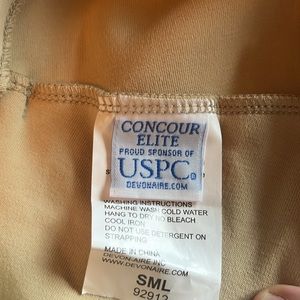 CONCOUR
ELITE
PROUD SPONSOR OF
USPC®
DEVONAIRE.COM
WASHING INSTRUCTIONS
MACHINE WASH COLD WATER
HANG TO DRY NO BLEACH
COOL IRON
DO NOT USE DETERGENT ON
STRAPPING
MADE IN CHINA
DEVON-AIRE INC
WWW.DEVONAIRE.COM
SML
92913